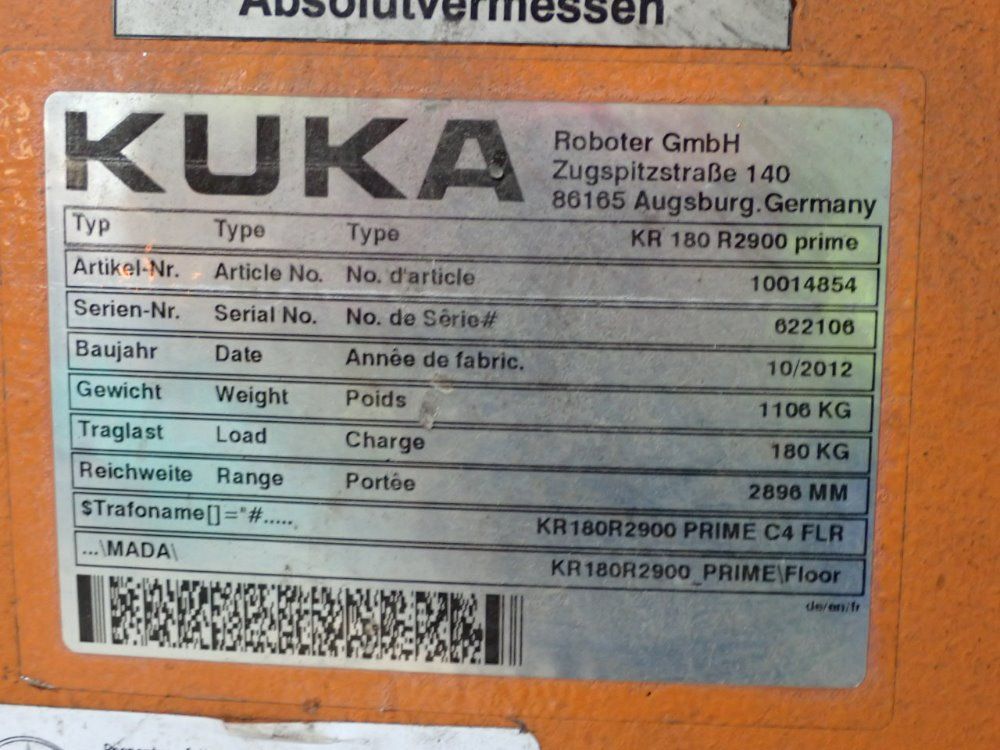 Absolutvermessen
KUKA
Roboter GmbH
Zugspitzstraße 140
86165 Augsburg.Germany
Typ Type Type KR 180 R2900 prime
Artikel-Nr. Article No. No. d'article 10014854
Serien-Nr. Serial No. No. de Sêrie# 622106
Baujahr Date Annêe de fabric. 10/2012
Gewicht Weight Poids 1106 KG
Traglast Load Charge 180 KG
Reichweite Range Portêe 2896 MM
$Trafoname[]="#..... KR180R2900 PRIME C4 FLR
...\MADA\ KR180R2900_PRIME\Floor
de/en/fr